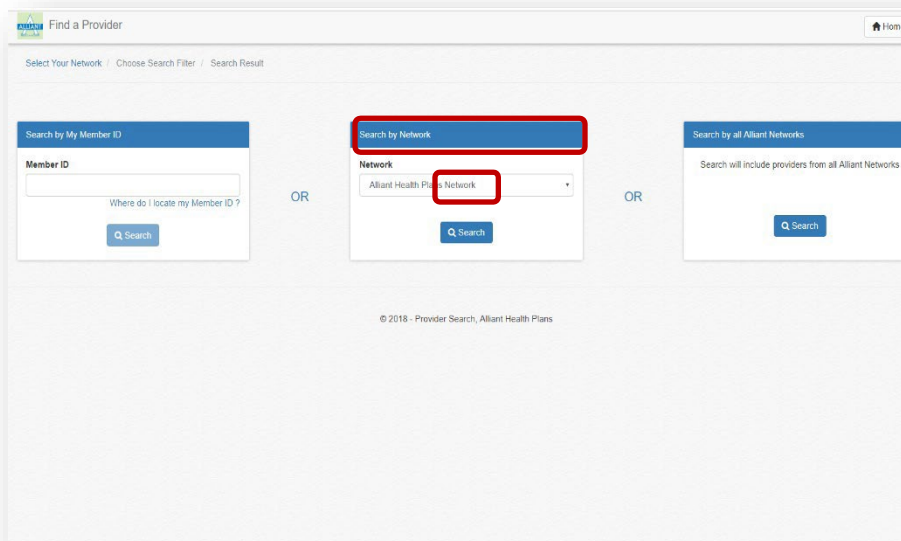 ALLIANT
Find a Provider
Select Your Network / Choose Search Filter / Search Result
Search by My Member ID
Member ID
Where do I locate my Member ID ?
Search
OR
Search by Network
Network
Alliant Health Plans Network
Search
OR
Search by all Alliant Networks
Search will include providers from all Alliant Networks
Search
© 2018 - Provider Search, Alliant Health Plans